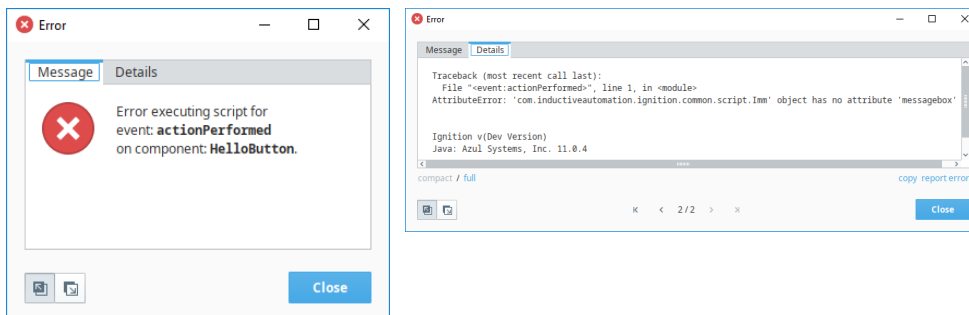 Error
Message Details
Error executing script for
event: actionPerformed
on component: HelloButton.
Close
Error
Message Details
Traceback (most recent call last):
File "<event:actionPerformed>", line 1, in <module>
AttributeError: 'com.inductiveautomation.ignition.common.script.Imm' object has no attribute 'messagebox'
Ignition v(Dev Version)
Java: Azul Systems, Inc. 11.0.4
compact / full
copy report error
2/2
Close